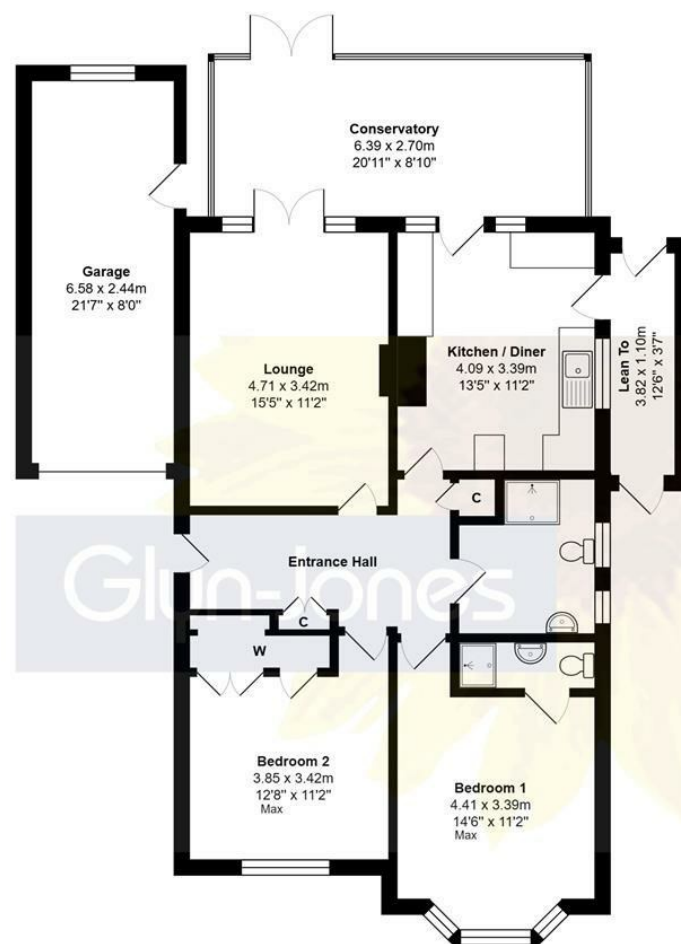 Conservatory
6.39 x 2.70m
20'11" x 8'10"
Garage
6.58 x 2.44m
21'7" x 8'0"
Lounge
4.71 x 3.42m
15'5" x 11'2"
Kitchen / Diner
4.09 x 3.39m
13'5" x 11'2"
Lean To
3.82 x 1.10m
12'6" x 3'7"
C
Entrance Hall
Glyn-Jones
C
W
Bedroom 2
3.85 x 3.42m
12'8" x 11'2"
Max
Bedroom 1
4.41 x 3.39m
14'6" x 11'2"
Max